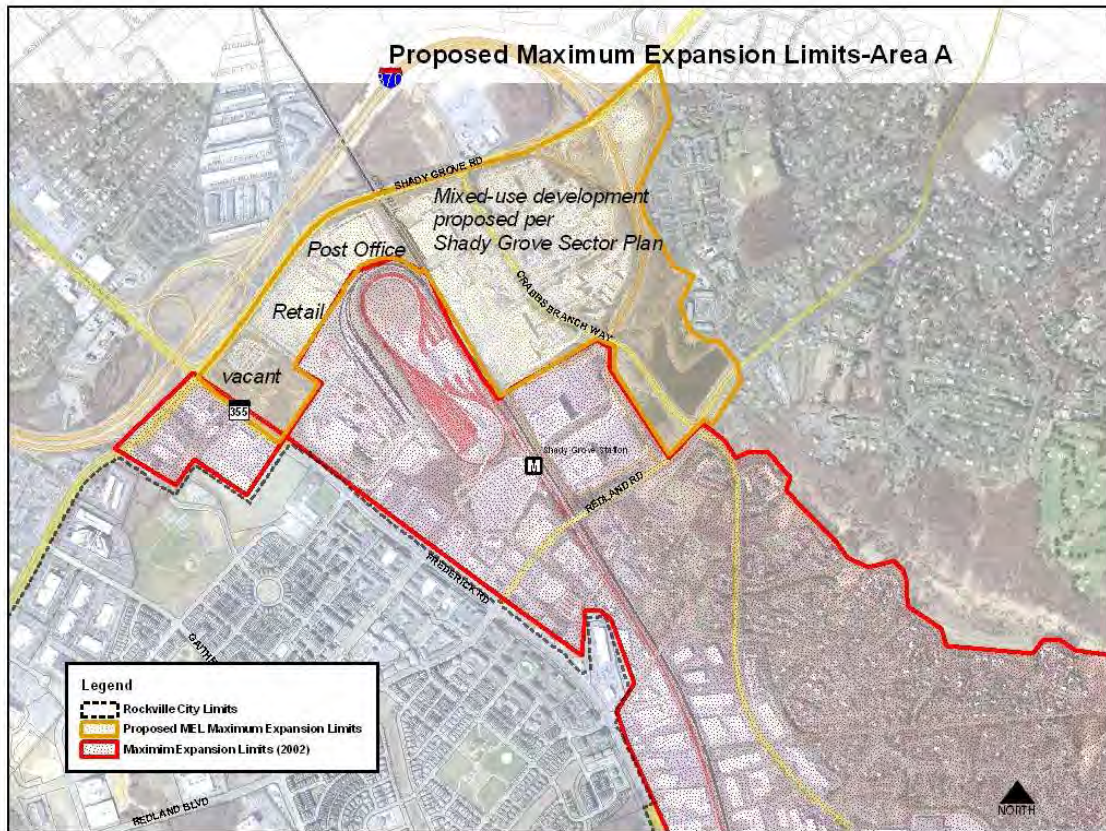 Proposed Maximum Expansion Limits-Area A
270
SHADY GROVE RD
Mixed-use development
proposed per
Shady Grove Sector Plan
Post Office
CRABBS BRANCH WAY
Retail
vacant
355
M
Shady Grove Station
REDLAND RD
FREDERICK RD
Legend
Rockville City Limits
Proposed MEL Maximum Expansion Limits
Maximim Expansion Limits (2002)
REDLAND BLVD
NORTH